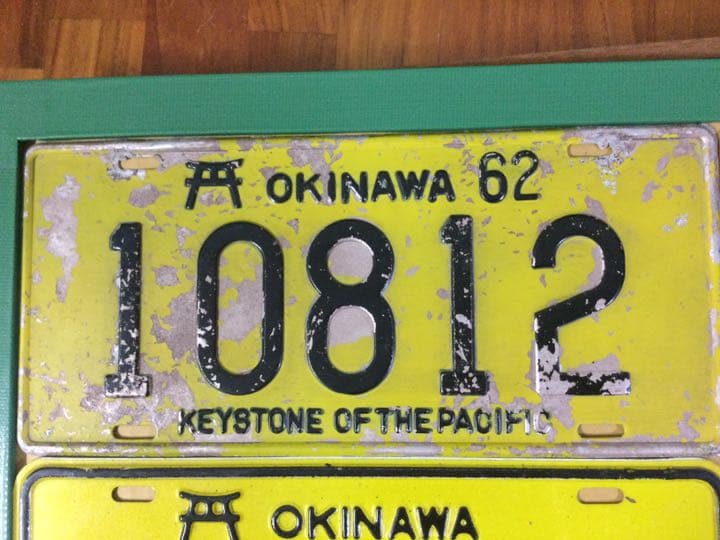 OKINAWA 62
10812
KEYSTONE OF THE PACIFIC
OKINAWA